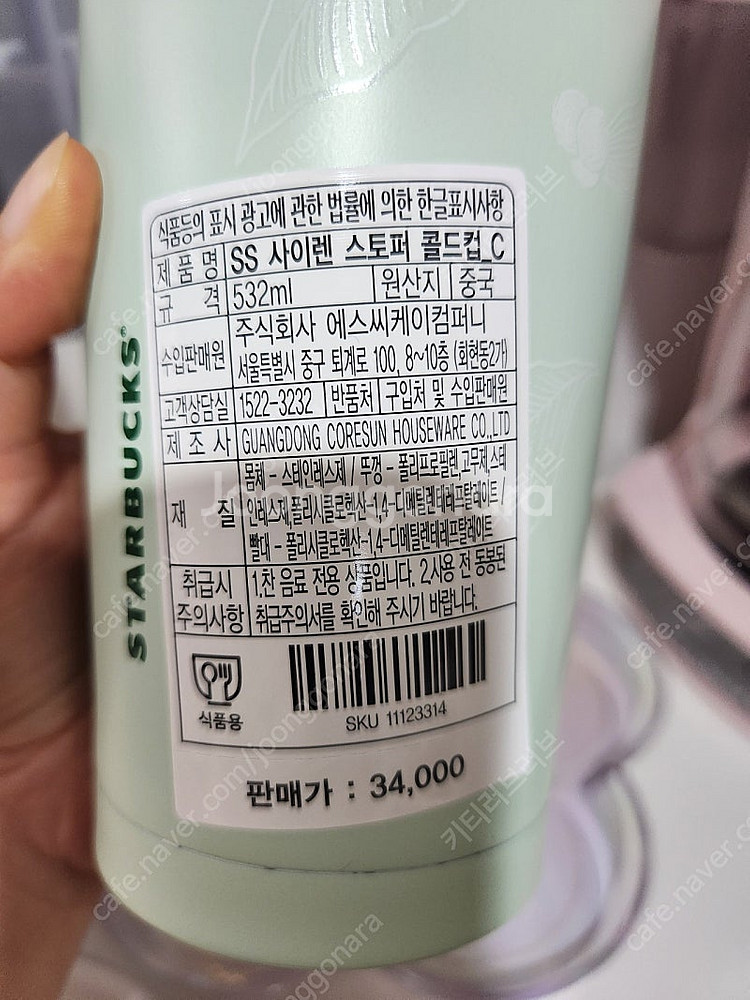 식품등의 표시 광고에 관한 법률에 의한 한글표시사항
제 품 명 SS 사이렌 스토퍼 콜드컵_C
규 격 532ml 원산지 중국
수입판매원 주식회사 에스씨케이컴퍼니
서울특별시 중구 퇴계로 100, 8~10층 (회현동2가)
고객상담실 1522-3232 반품처 구입처 및 수입판매원
제 조 사 GUANGDONG CORESUN HOUSEWARE CO.,LTD
재 질 몸체 - 스테인레스제 / 뚜껑 - 폴리프로필렌,고무제,스테
인레스제,폴리시클로헥산-1,4-디메틸렌테레프탈레이트 /
빨대 - 폴리시클로헥산-1,4-디메틸렌테레프탈레이트
취급시 주의사항 1.찬 음료 전용 상품입니다. 2.사용 전 동봉된
취급주의서를 확인해 주시기 바랍니다.
식품용
SKU 11123314
판매가 : 34,000
STARBUCKS®
Joonggonara
cafe.naver.com/joonggonara
키티러브리브